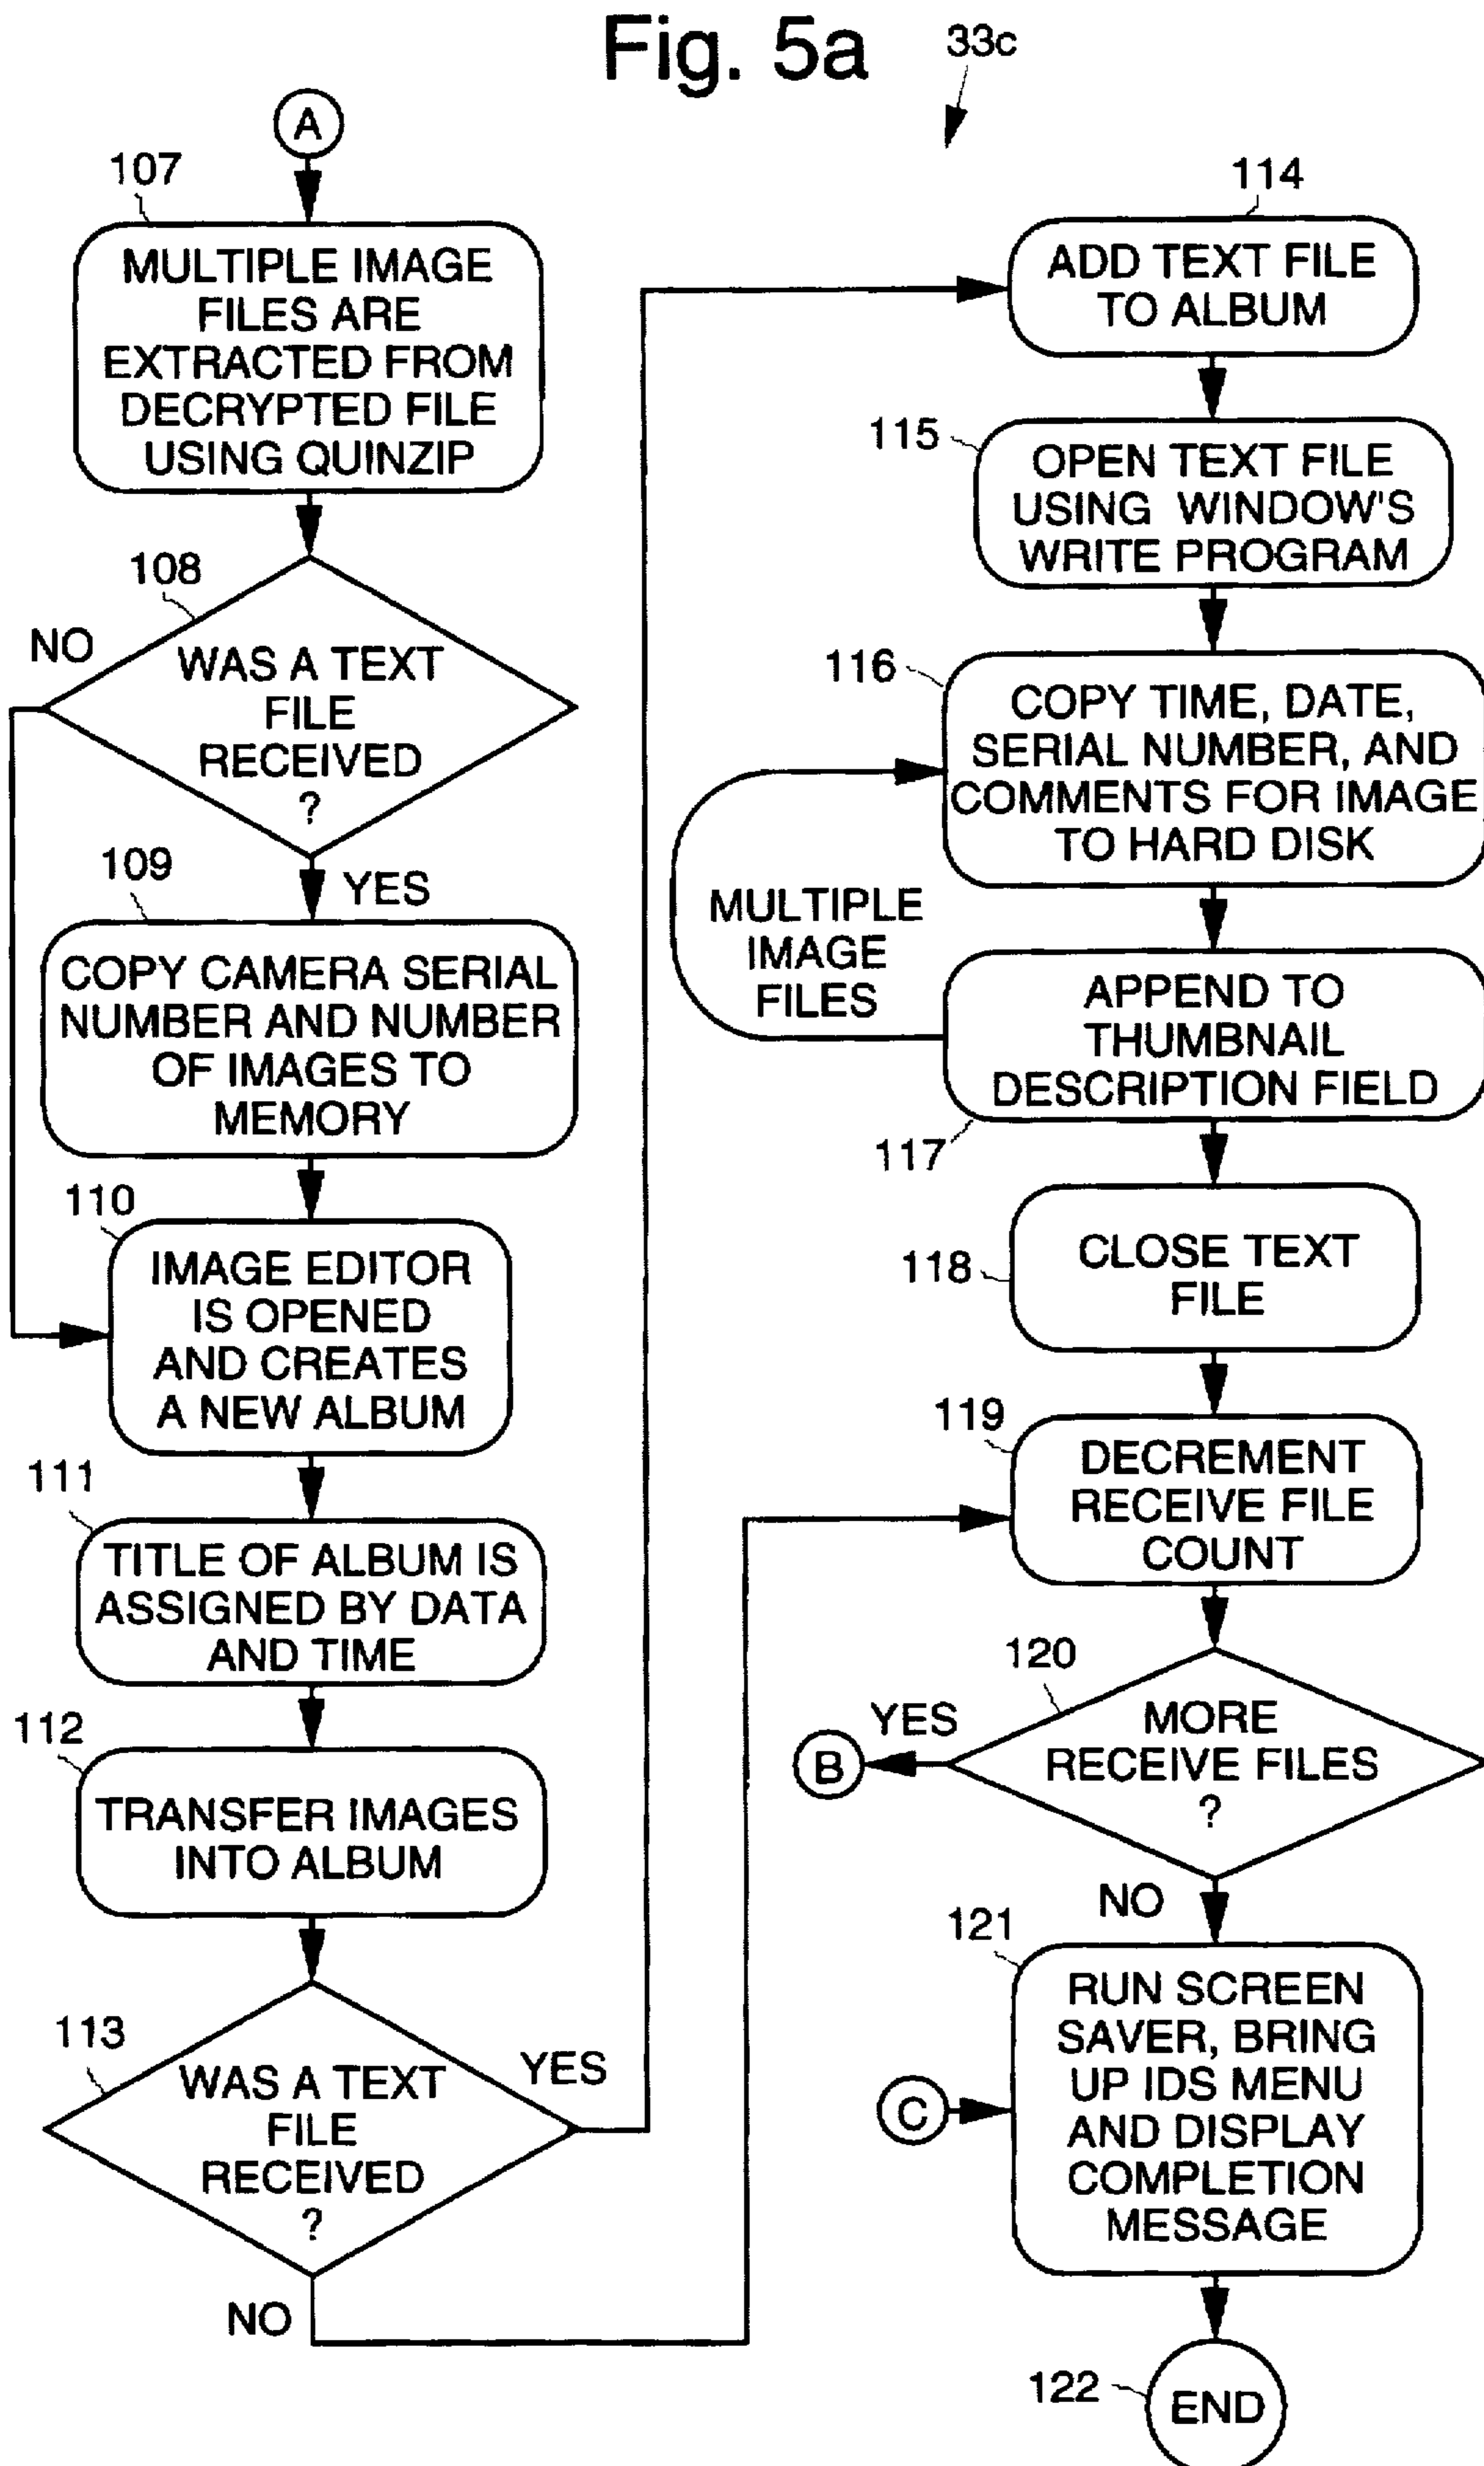 Fig. 5a
33c
A
107
MULTIPLE IMAGE
FILES ARE
EXTRACTED FROM
DECRYPTED FILE
USING QUINZIP
108
NO
WAS A TEXT
FILE
RECEIVED
?
109
YES
COPY CAMERA SERIAL
NUMBER AND NUMBER
OF IMAGES TO
MEMORY
110
IMAGE EDITOR
IS OPENED
AND CREATES
A NEW ALBUM
111
TITLE OF ALBUM IS
ASSIGNED BY DATA
AND TIME
112
TRANSFER IMAGES
INTO ALBUM
113
WAS A TEXT
FILE
RECEIVED
?
YES
NO
114
ADD TEXT FILE
TO ALBUM
115
OPEN TEXT FILE
USING WINDOW'S
WRITE PROGRAM
116
COPY TIME, DATE,
SERIAL NUMBER, AND
COMMENTS FOR IMAGE
TO HARD DISK
MULTIPLE
IMAGE
FILES
APPEND TO
THUMBNAIL
DESCRIPTION FIELD
117
118
CLOSE TEXT
FILE
119
DECREMENT
RECEIVE FILE
COUNT
120
YES
B
MORE
RECEIVE FILES
?
NO
121
RUN SCREEN
SAVER, BRING
UP IDS MENU
AND DISPLAY
COMPLETION
MESSAGE
C
122
END